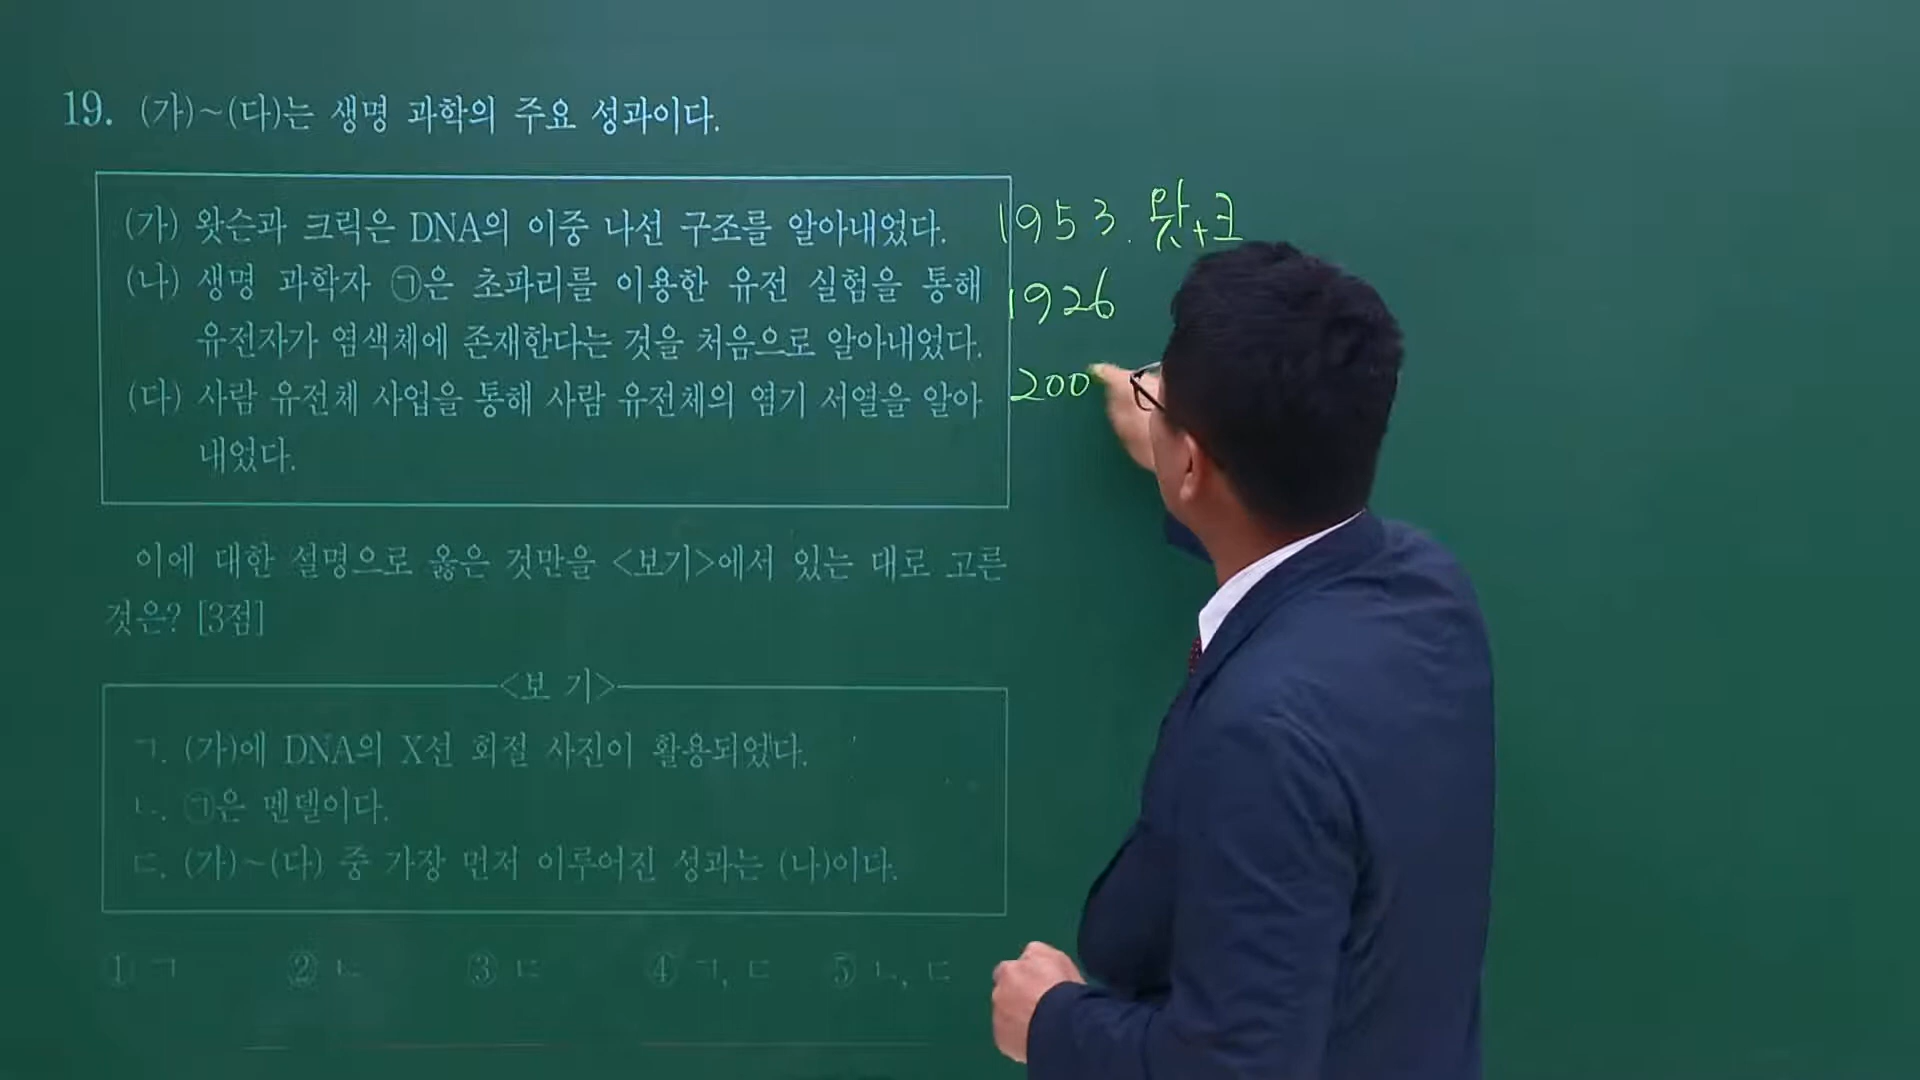 19. (가)~(다)는 생명 과학의 주요 성과이다.
(가) 왓슨과 크릭은 DNA의 이중 나선 구조를 알아내었다.
(나) 생명 과학자 ㉠은 초파리를 이용한 유전 실험을 통해
유전자가 염색체에 존재한다는 것을 처음으로 알아내었다.
(다) 사람 유전체 사업을 통해 사람 유전체의 염기 서열을 알아
내었다.
1953. 왓+크
1926
200
이에 대한 설명으로 옳은 것만을 <보기>에서 있는 대로 고른
것은? [3점]
<보 기>
ㄱ. (가)에 DNA의 X선 회절 사진이 활용되었다.
ㄴ. ㉠은 멘델이다.
ㄷ. (가)~(다) 중 가장 먼저 이루어진 성과는 (나)이다.
① ㄱ ② ㄴ ③ ㄷ ④ ㄱ, ㄷ ⑤ ㄴ, ㄷ